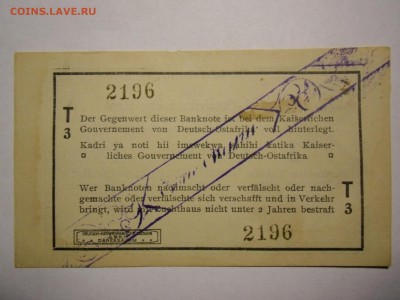 COINS.LAVE.RU
2196
T
3
Der Gegenwert dieser Banknote ist bei dem Kaiserlichen
Gouvernement von Deutsch-Ostafrika voll hinterlegt.
Kadri ya noti hii imewekwa sahihi katika Kaiser-
liches Gouvernement von Deutsch-Ostafrika
Wer Banknoten nachmacht oder verfälscht oder nach-
gemachte oder verfälschte sich verschafft und in Verkehr
bringt, wird mit Zuchthaus nicht unter 2 Jahren bestraft
T
3
2196